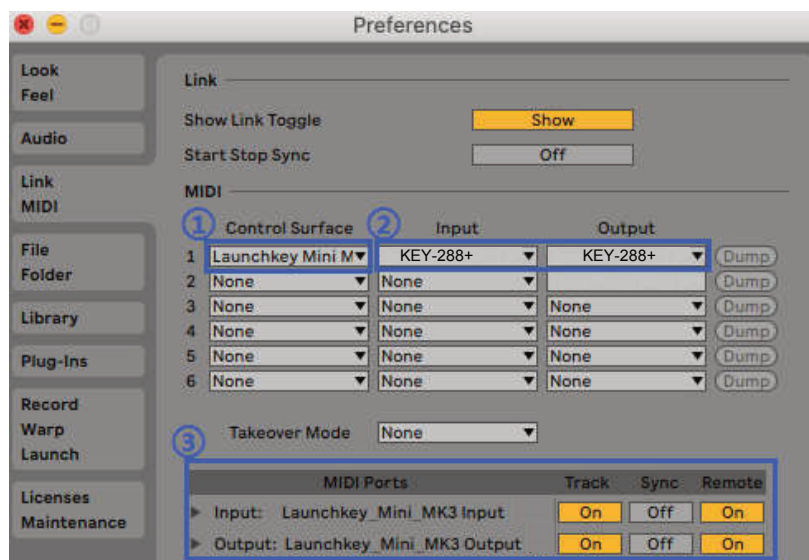 Preferences
Look
Feel
Audio
Link
MIDI
File
Folder
Library
Plug-Ins
Record
Warp
Launch
Licenses
Maintenance
Link
Show Link Toggle Show
Start Stop Sync Off
MIDI
① Control Surface ② Input Output
1 Launchkey Mini M KEY-288+ KEY-288+ Dump
2 None None Dump
3 None None None Dump
4 None None None Dump
5 None None None Dump
6 None None None Dump
Takeover Mode None
③
MIDI Ports Track Sync Remote
Input: Launchkey_Mini_MK3 Input On Off On
Output: Launchkey_Mini_MK3 Output On Off On